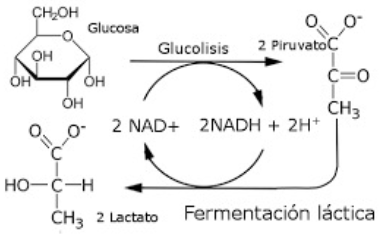 CH₂OH
Glucosa
O
OH
OH
OH
OH
Glucolisis
2 Piruvato
O
O⁻
C
C=O
CH₃
2 NAD+
2NADH + 2H⁺
O
O⁻
C
HO–C–H
CH₃
2 Lactato
Fermentación láctica